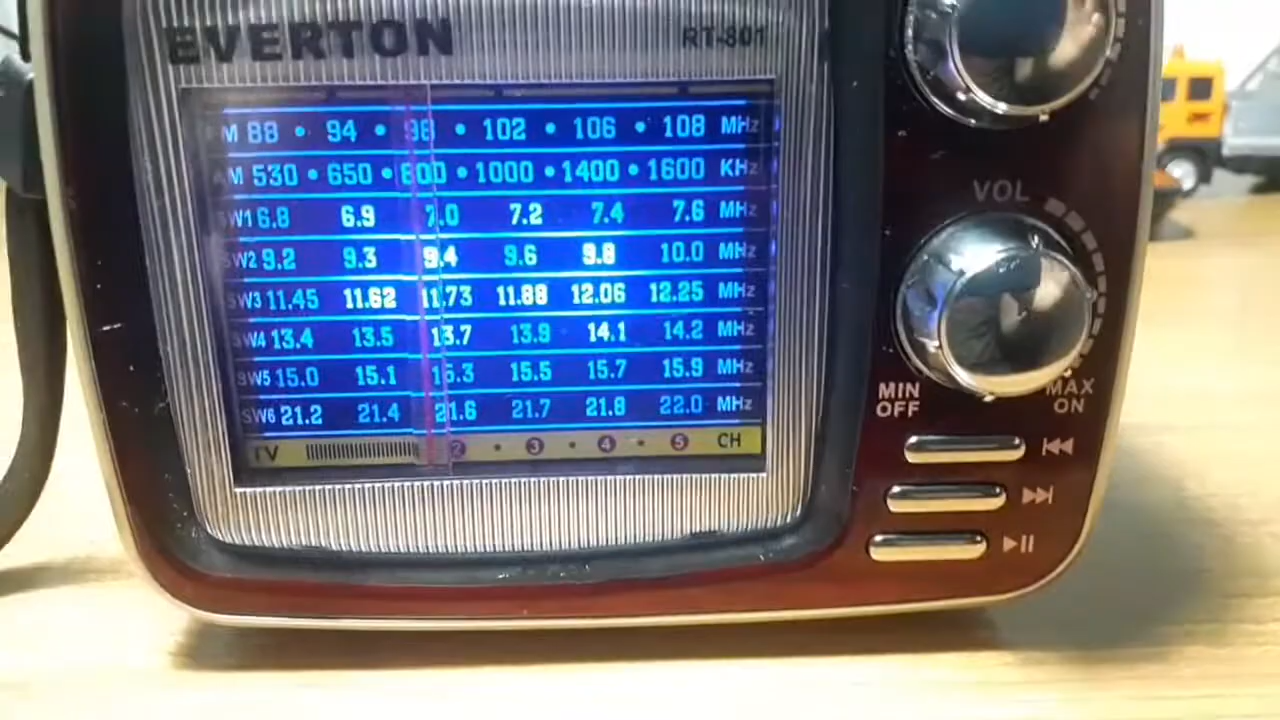 EVERTON RT-801
FM 88 • 94 • 98 • 102 • 106 • 108 MHz
AM 530 • 650 • 800 • 1000 • 1400 • 1600 KHz
SW1 6.8 6.9 7.0 7.2 7.4 7.6 MHz
SW2 9.2 9.3 9.4 9.6 9.8 10.0 MHz
SW3 11.45 11.62 11.73 11.88 12.06 12.25 MHz
SW4 13.4 13.5 13.7 13.9 14.1 14.2 MHz
SW5 15.0 15.1 15.3 15.5 15.7 15.9 MHz
SW6 21.2 21.4 21.6 21.7 21.8 22.0 MHz
TV 2 • 3 • 4 • 5 CH
VOL
MIN MAX
OFF ON